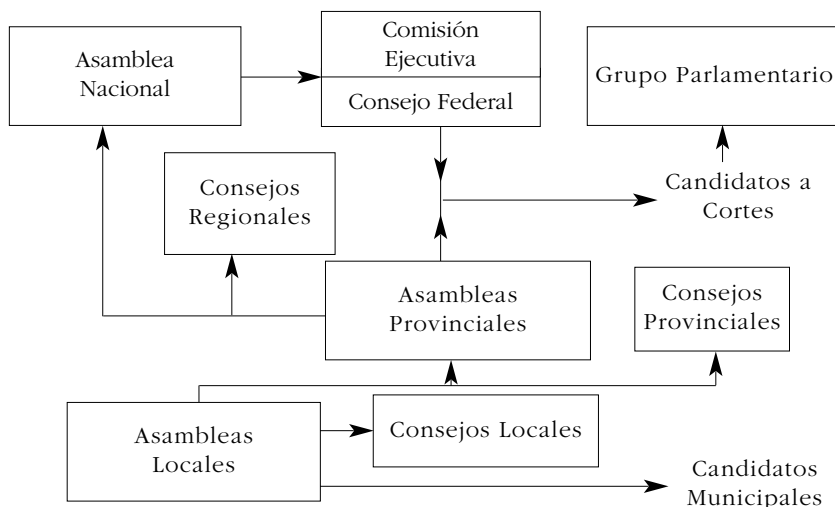 Asamblea
Nacional
Comisión
Ejecutiva
Consejo Federal
Grupo Parlamentario
Consejos
Regionales
Candidatos a
Cortes
Asambleas
Provinciales
Consejos
Provinciales
Asambleas
Locales
Consejos Locales
Candidatos
Municipales